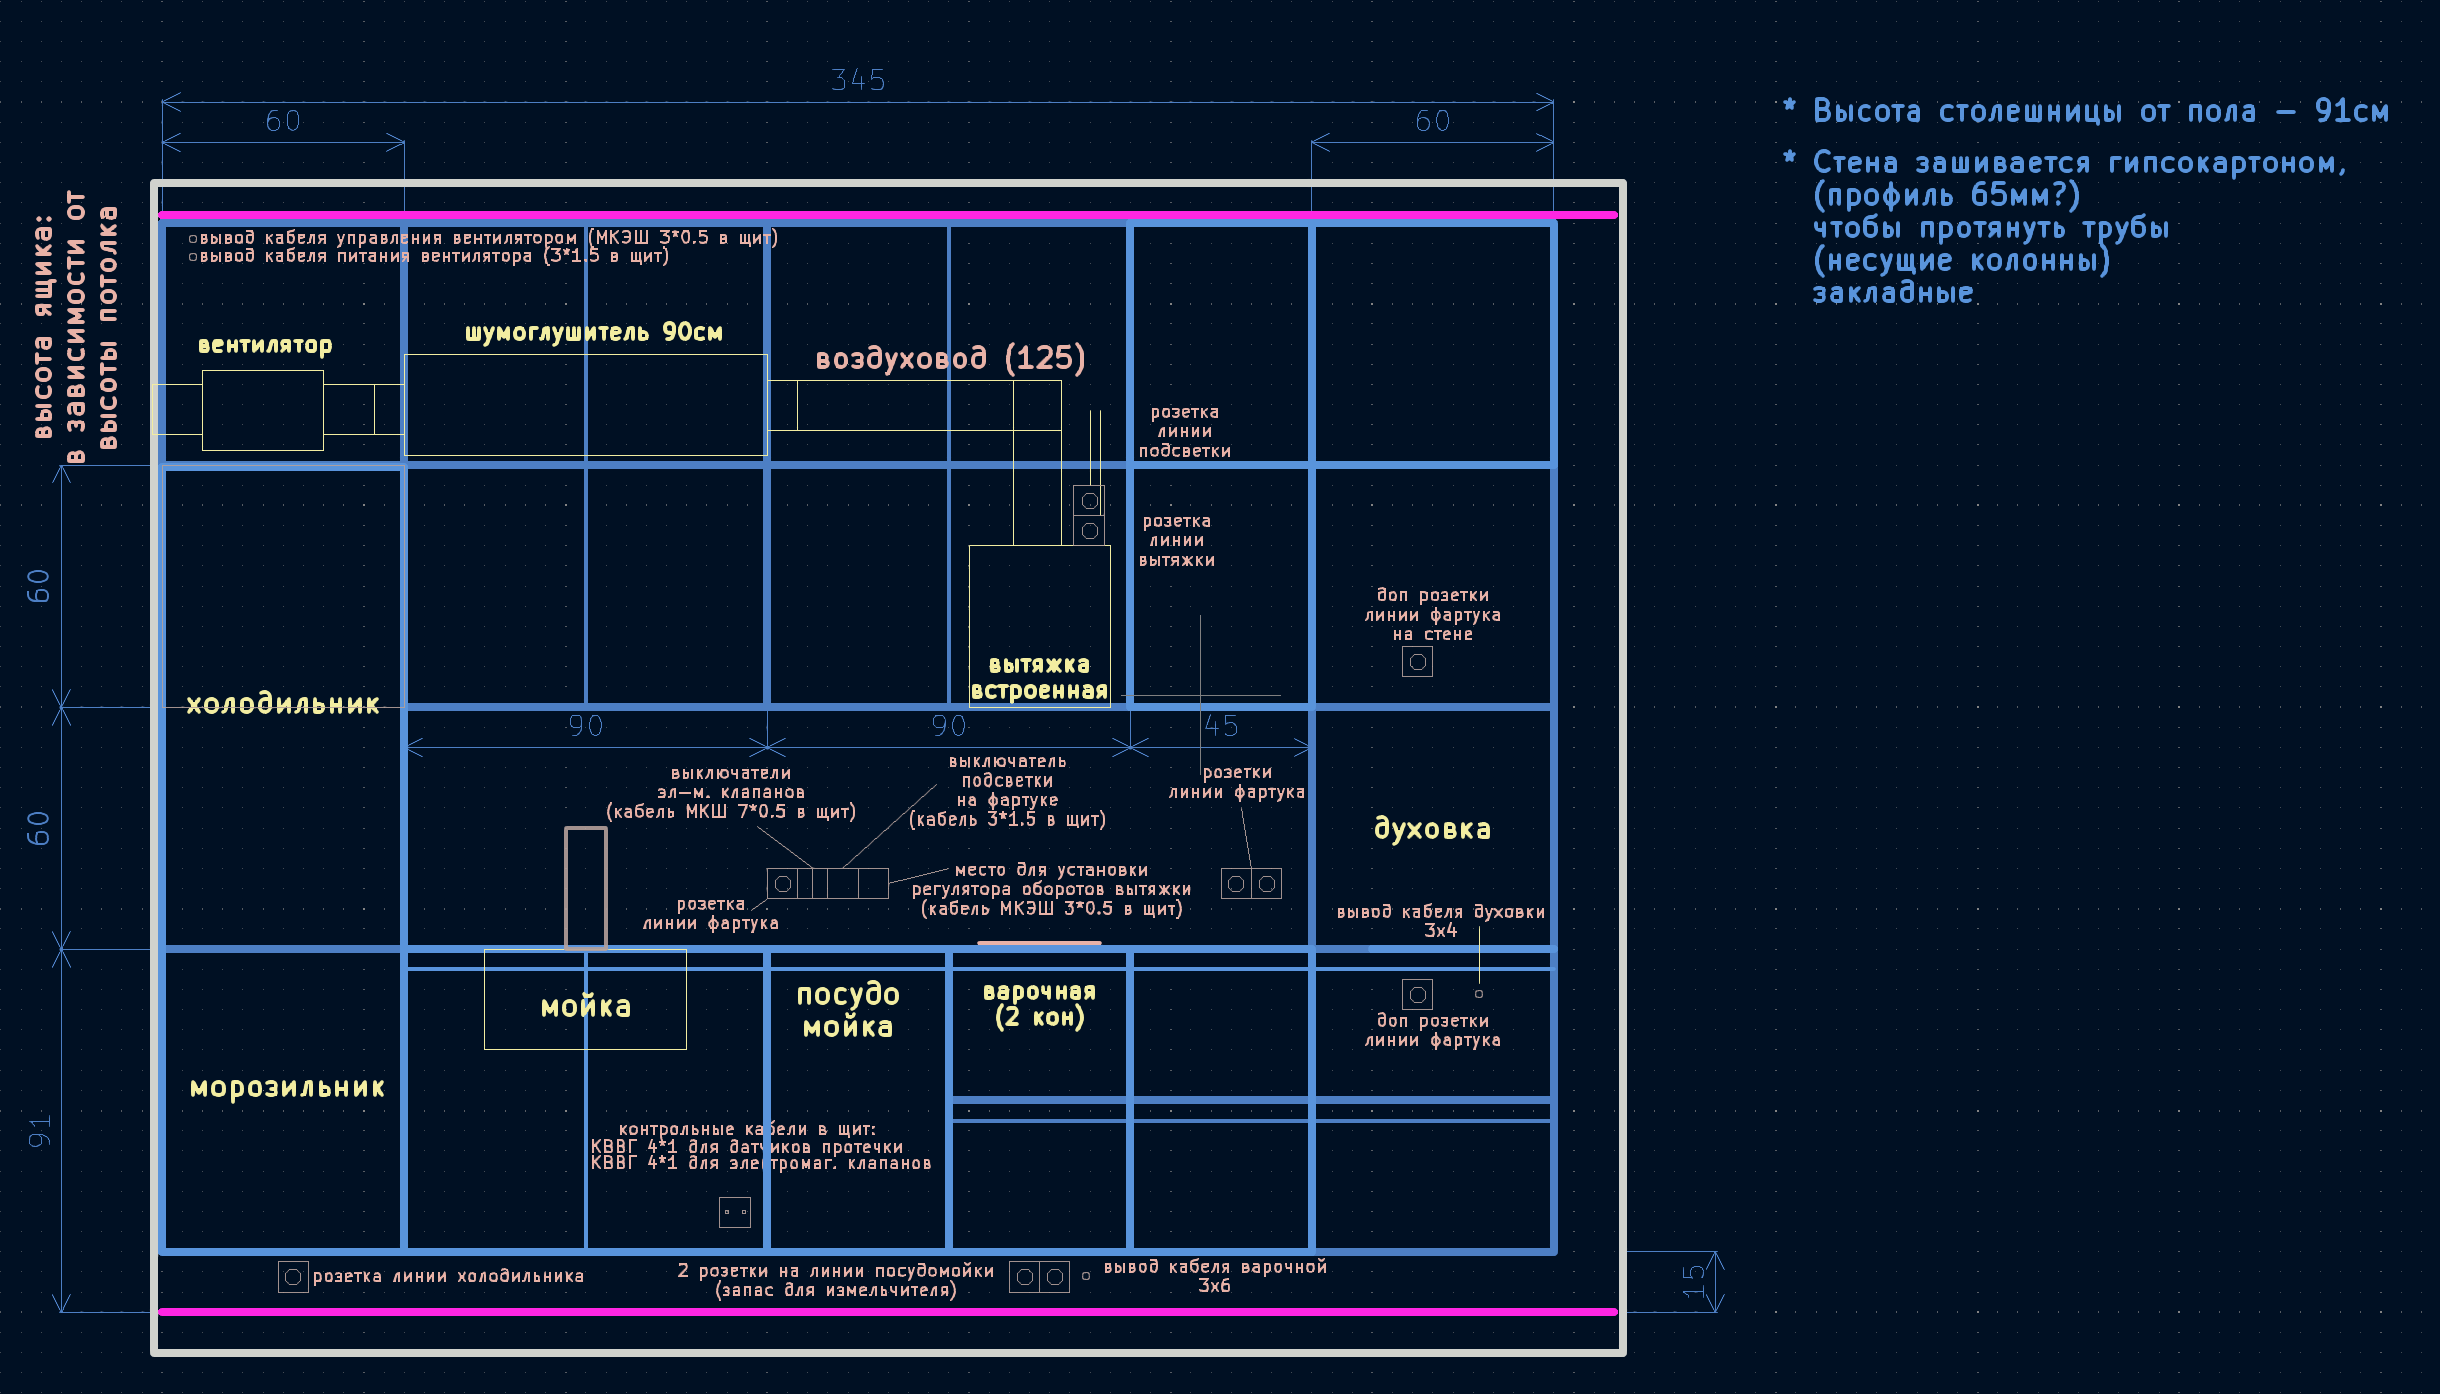 345
60
60
* Высота столешницы от пола — 91см
* Стена зашивается гипсокартоном,
(профиль 65мм?)
чтобы протянуть трубы
(несущие колонны)
закладные
высота ящика:
в зависимости от
высоты потолка
вывод кабеля управления вентилятором (МКЭШ 3*0.5 в щит)
вывод кабеля питания вентилятора (3*1.5 в щит)
вентилятор
шумоглушитель 90см
воздуховод (125)
розетка
линии
подсветки
розетка
линии
вытяжки
60
доп розетки
линии фартука
на стене
вытяжка
встроенная
холодильник
90
90
45
выключатели
эл—м. клапанов
(кабель МКШ 7*0.5 в щит)
выключатель
подсветки
на фартуке
(кабель 3*1.5 в щит)
розетки
линии фартука
60
духовка
место для установки
регулятора оборотов вытяжки
(кабель МКЭШ 3*0.5 в щит)
розетка
линии фартука
вывод кабеля духовки
3х4
мойка
посудо
мойка
варочная
(2 кон)
доп розетки
линии фартука
морозильник
91
контрольные кабели в щит:
КВВГ 4*1 для датчиков протечки
КВВГ 4*1 для электромаг. клапанов
розетка линии холодильника
2 розетки на линии посудомойки
(запас для измельчителя)
вывод кабеля варочной
3х6
15